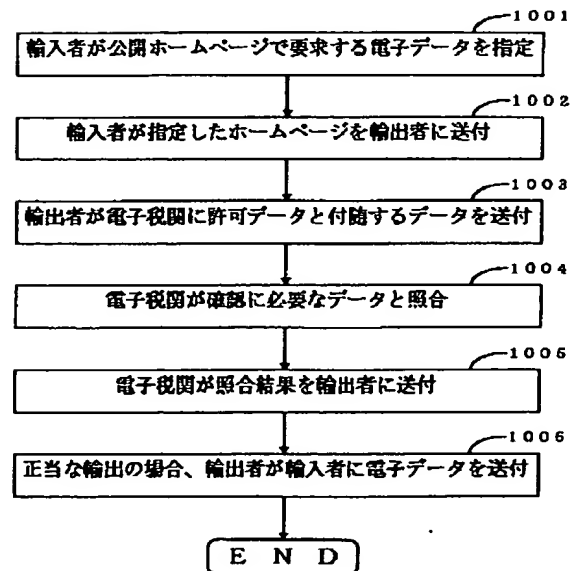 1001
輸入者が公開ホームページで要求する電子データを指定
1002
輸入者が指定したホームページを輸出者に送付
1003
輸出者が電子税関に許可データと付随するデータを送付
1004
電子税関が確認に必要なデータと照合
1005
電子税関が照合結果を輸出者に送付
1006
正当な輸出の場合、輸出者が輸入者に電子データを送付
END